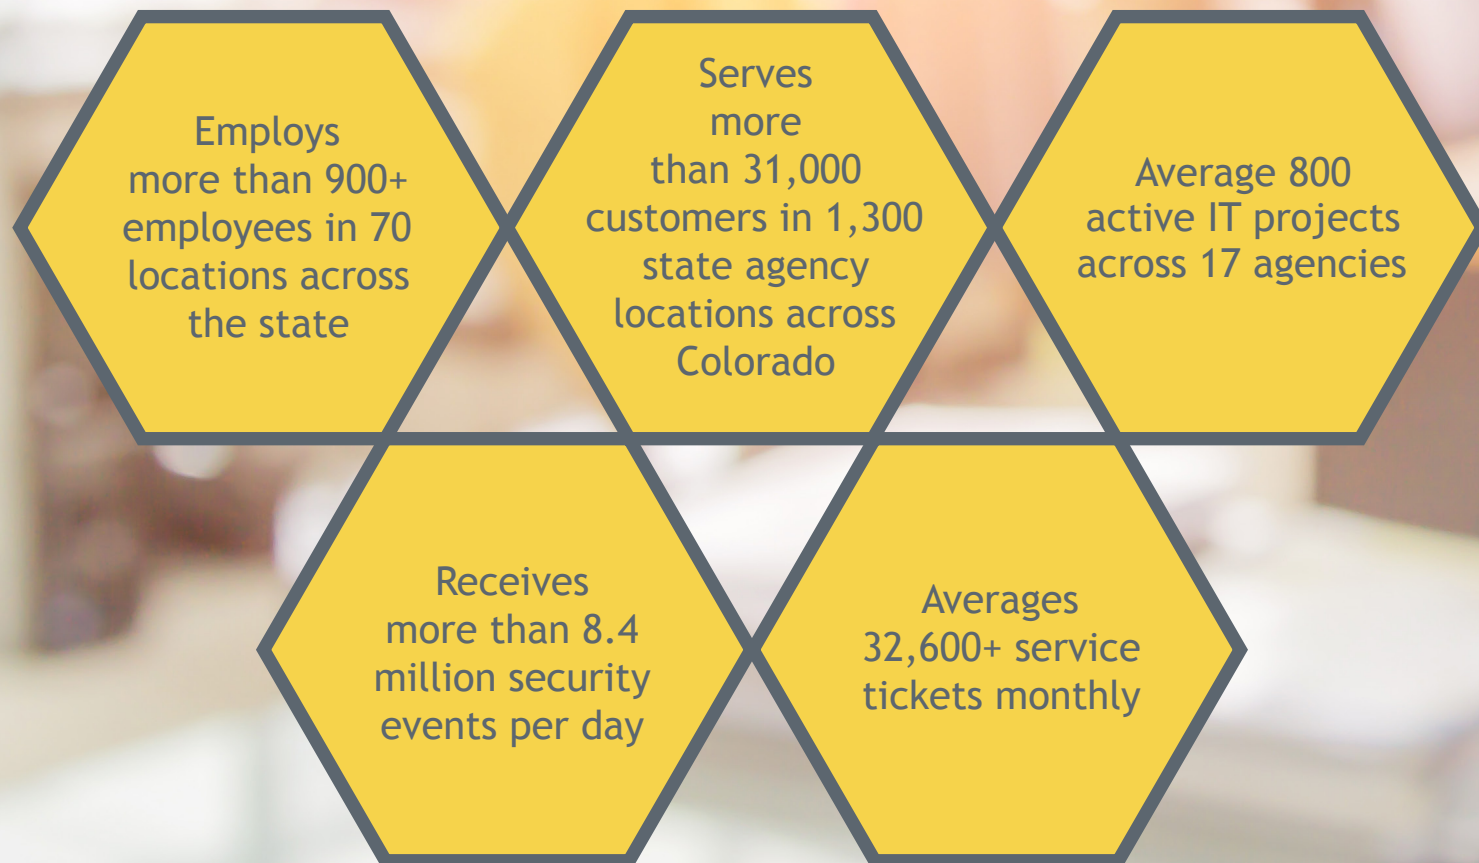 Employs
more than 900+
employees in 70
locations across
the state
Serves
more
than 31,000
customers in 1,300
state agency
locations across
Colorado
Average 800
active IT projects
across 17 agencies
Receives
more than 8.4
million security
events per day
Averages
32,600+ service
tickets monthly